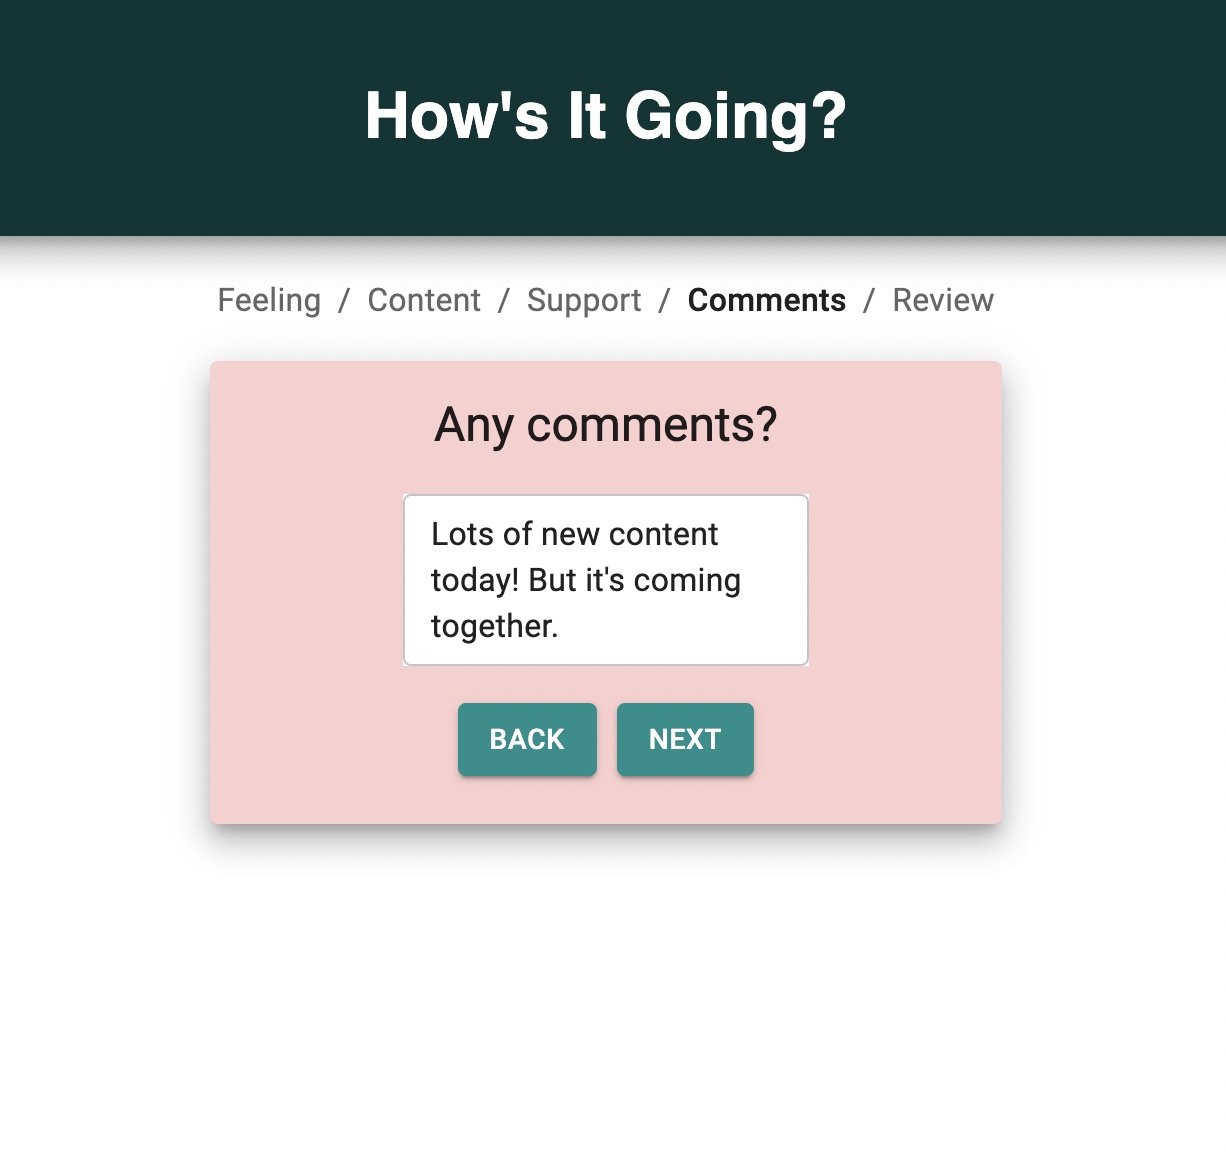 How's It Going?
Feeling / Content / Support / Comments / Review
Any comments?
Lots of new content
today! But it's coming
together.
BACK NEXT